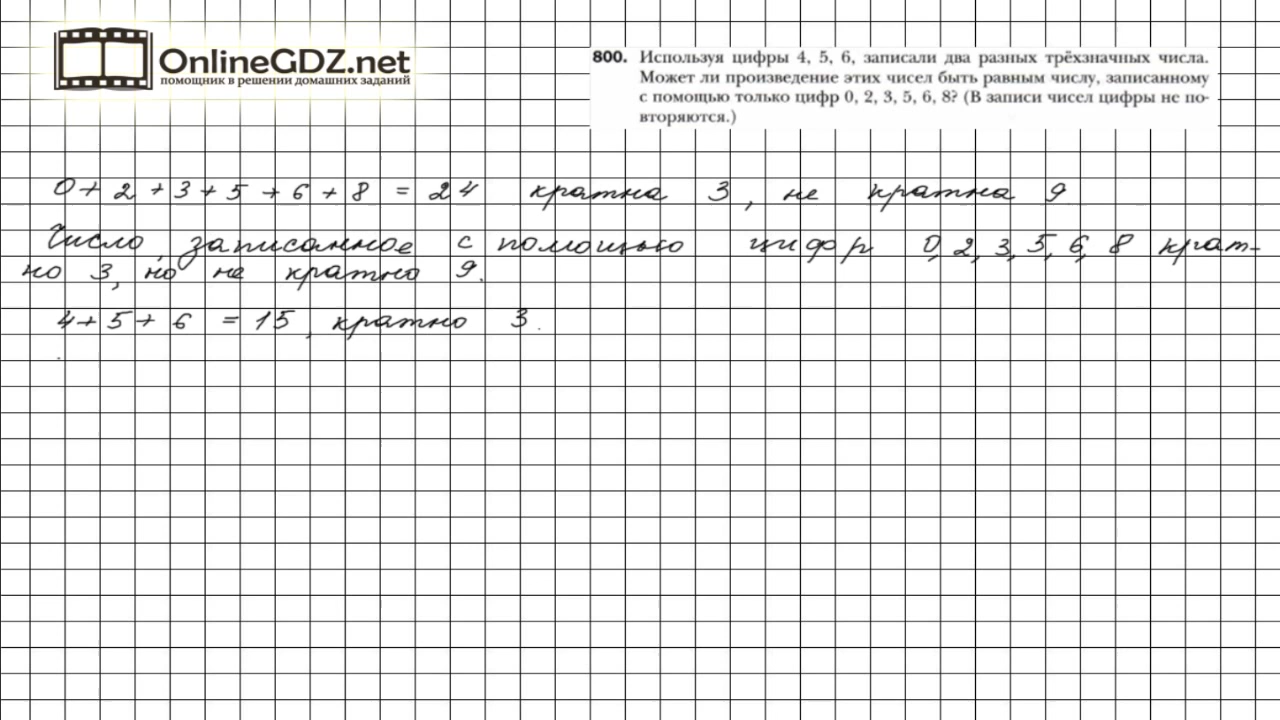 OnlineGDZ.net
помощник в решении домашних заданий
800. Используя цифры 4, 5, 6, записали два разных трёхзначных числа.
Может ли произведение этих чисел быть равным числу, записанному
с помощью только цифр 0, 2, 3, 5, 6, 8? (В записи чисел цифры не по-
вторяются.)
0 + 2 + 3 + 5 + 6 + 8 = 24 кратна 3, не кратна 9
Число, записанное с помощью цифр 0, 2, 3, 5, 6, 8 крат-
но 3, но не кратно 9.
4 + 5 + 6 = 15, кратно 3.